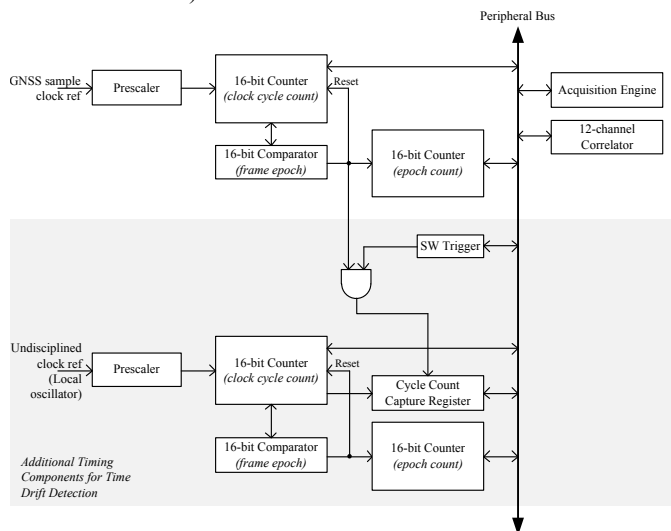 )
Peripheral Bus
GNSS sample
clock ref
Prescaler
16-bit Counter
(clock cycle count)
Reset
Acquisition Engine
12-channel
Correlator
16-bit Comparator
(frame epoch)
16-bit Counter
(epoch count)
SW Trigger
Undisciplined
clock ref
(Local
oscillator)
Prescaler
16-bit Counter
(clock cycle count)
Reset
Cycle Count
Capture Register
16-bit Comparator
(frame epoch)
16-bit Counter
(epoch count)
Additional Timing
Components for Time
Drift Detection